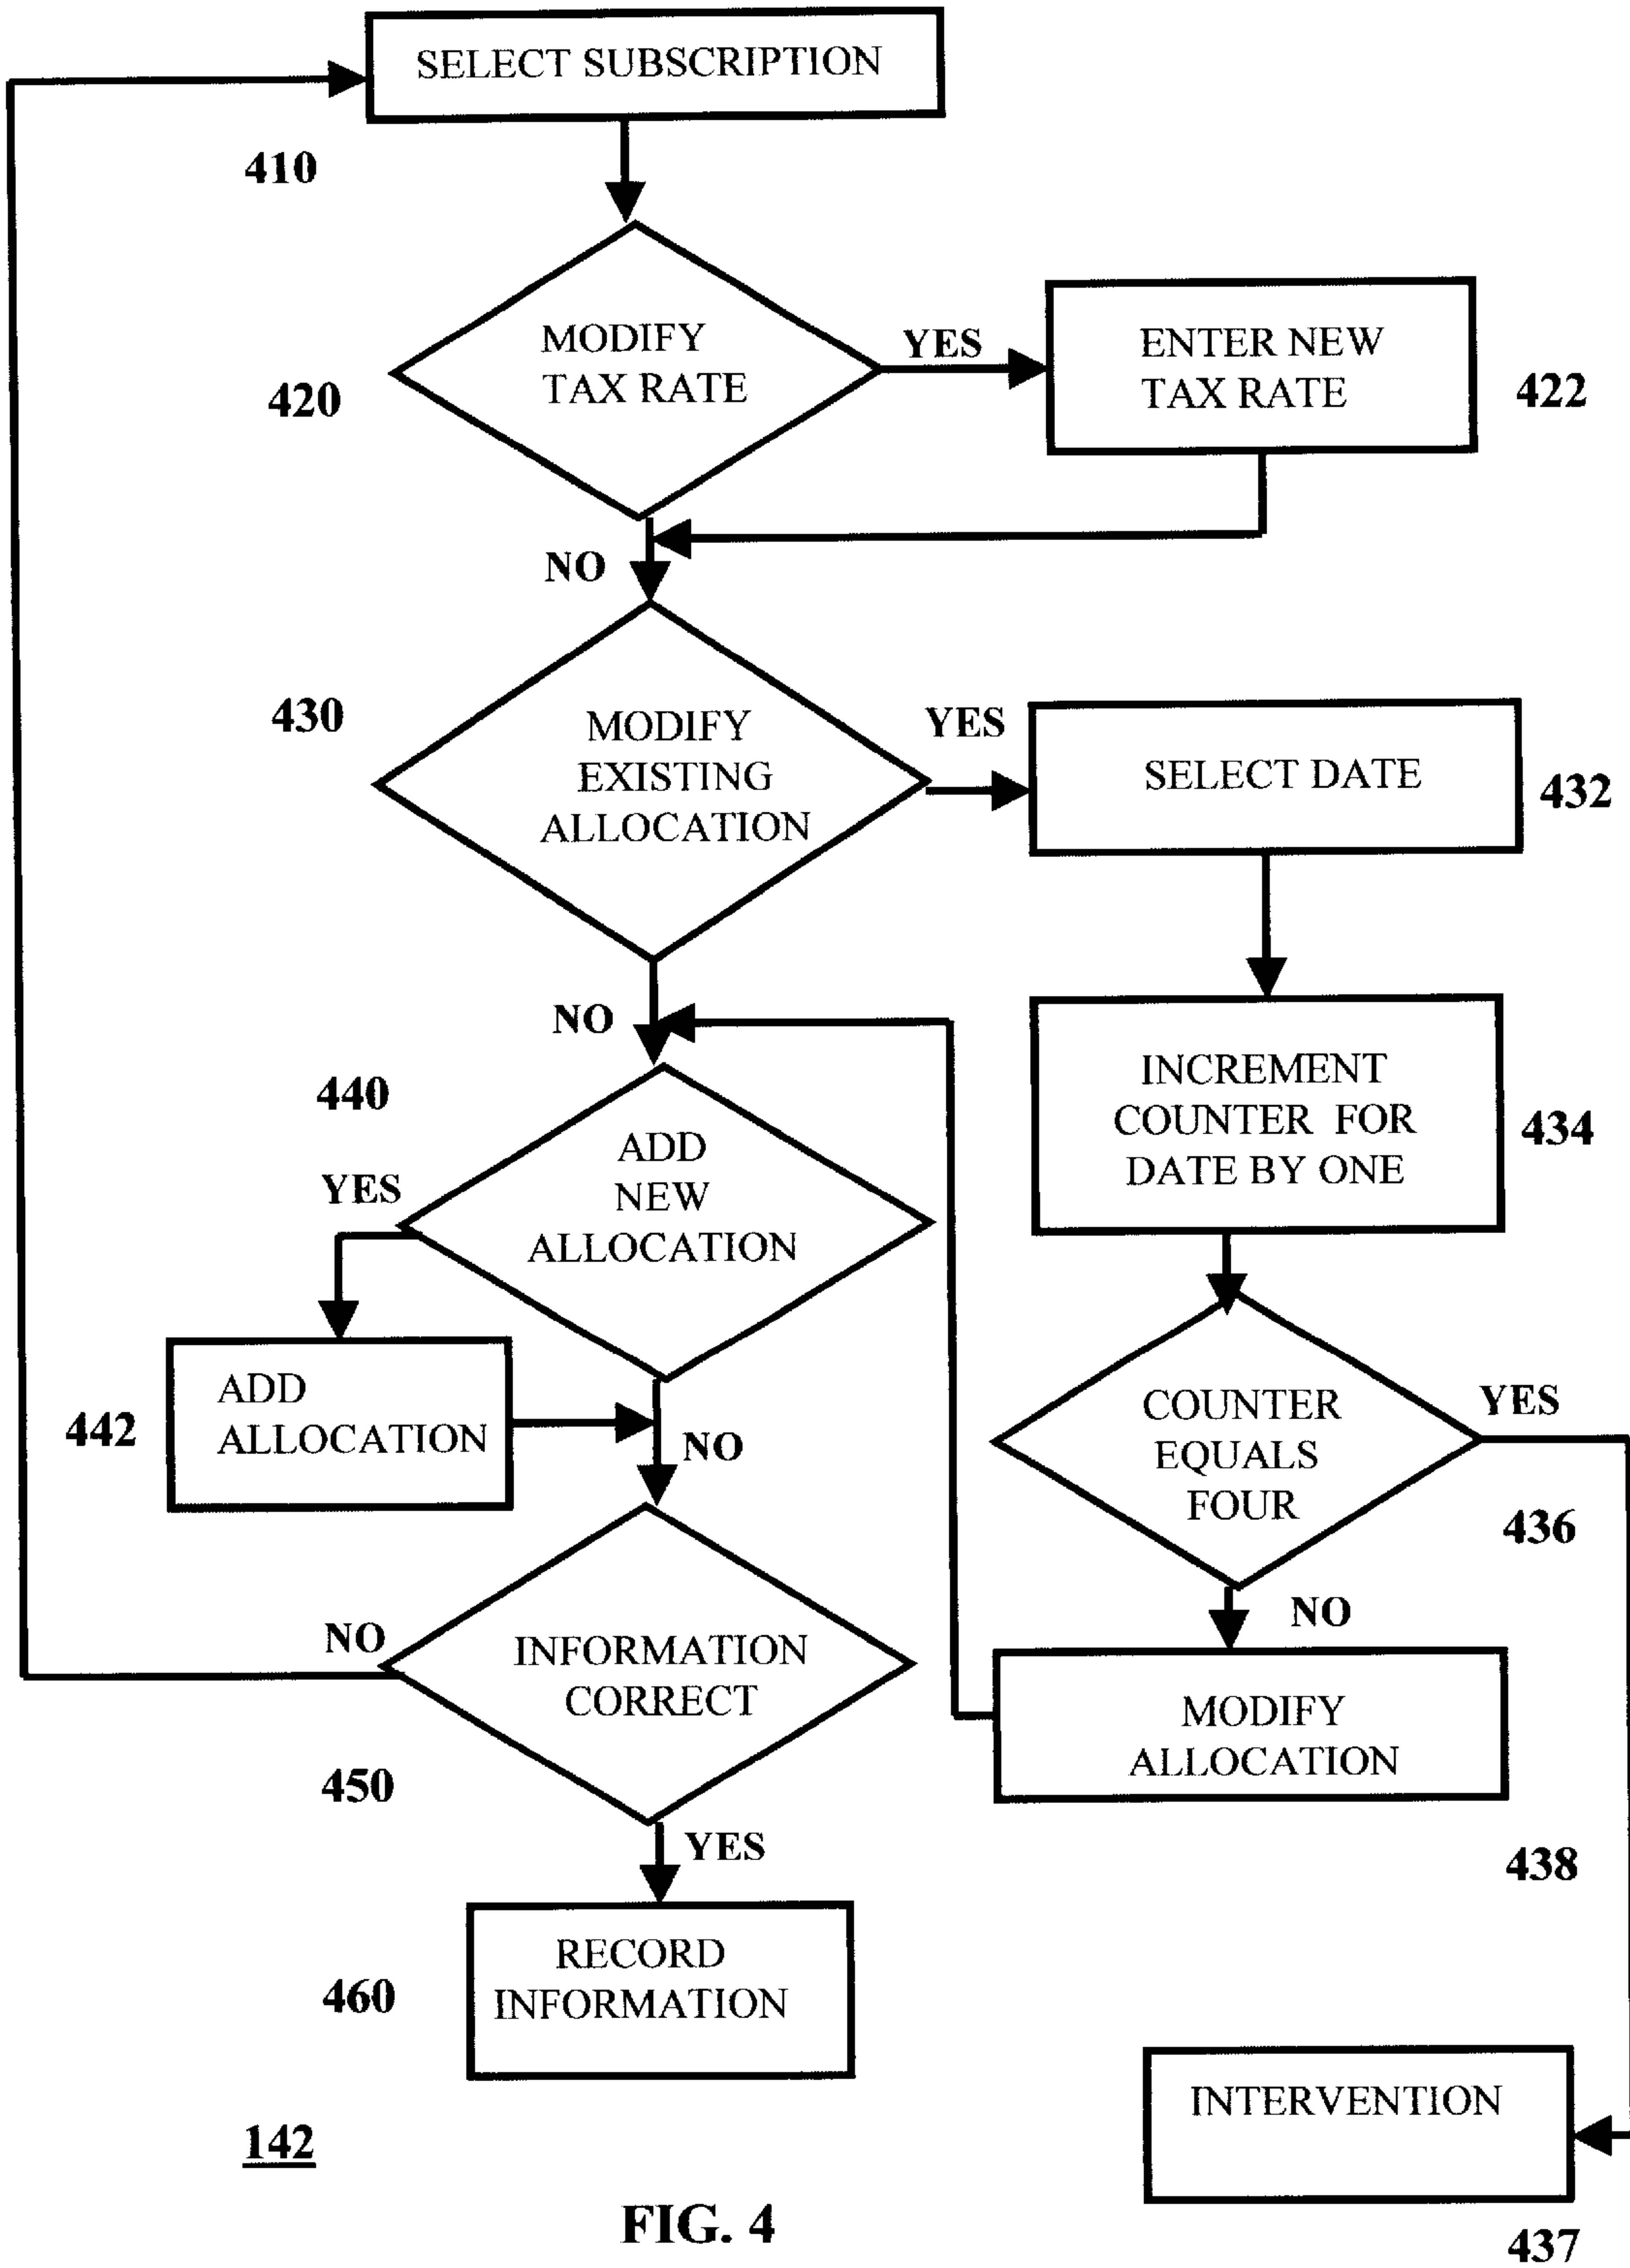 SELECT SUBSCRIPTION
410
MODIFY
TAX RATE
YES
ENTER NEW
TAX RATE
420
422
NO
430
MODIFY
EXISTING
ALLOCATION
YES
SELECT DATE
432
NO
440
INCREMENT
COUNTER FOR
DATE BY ONE
434
ADD
NEW
ALLOCATION
YES
ADD
ALLOCATION
442
NO
COUNTER
EQUALS
FOUR
YES
436
NO
INFORMATION
CORRECT
NO
MODIFY
ALLOCATION
450
438
YES
RECORD
INFORMATION
460
INTERVENTION
142
FIG. 4
437